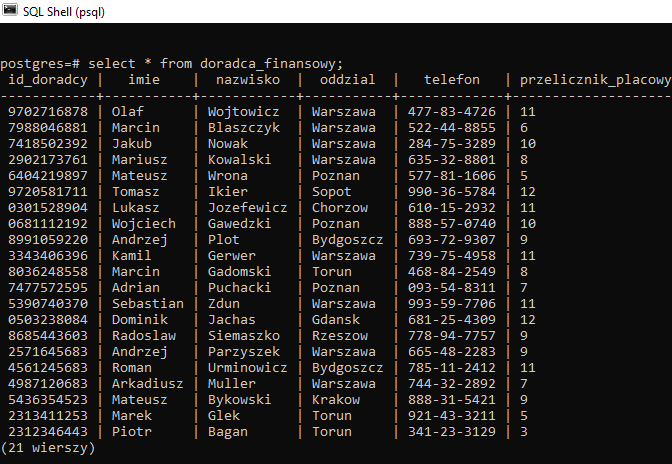 SQL Shell (psql)
postgres=# select * from doradca_finansowy;
 id_doradcy |   imie    |  nazwisko  | oddzial   |   telefon   | przelicznik_placowy
------------+-----------+------------+-----------+-------------+--------------------
 9702716878 | Olaf      | Wojtowicz  | Warszawa  | 477-83-4726 | 11
 7988046881 | Marcin    | Blaszczyk  | Warszawa  | 522-44-8855 | 6
 7418502392 | Jakub     | Nowak      | Warszawa  | 284-75-3289 | 10
 2902173761 | Mariusz   | Kowalski   | Warszawa  | 635-32-8801 | 8
 6404219897 | Mateusz   | Wrona      | Poznan    | 577-81-1606 | 5
 9720581711 | Tomasz    | Ikier      | Sopot     | 990-36-5784 | 12
 0301528904 | Lukasz    | Jozefewicz | Chorzow   | 610-15-2932 | 11
 0681112192 | Wojciech  | Gawedzki   | Poznan    | 888-57-0740 | 10
 8991059220 | Andrzej   | Plot       | Bydgoszcz | 693-72-9307 | 9
 3343406396 | Kamil     | Gerwer     | Warszawa  | 739-75-4958 | 11
 8036248558 | Marcin    | Gadomski   | Torun     | 468-84-2549 | 8
 7477572595 | Adrian    | Puchacki   | Poznan    | 093-54-8311 | 7
 5390740370 | Sebastian | Zdun       | Warszawa  | 993-59-7706 | 11
 0503238084 | Dominik   | Jachas     | Gdansk    | 681-25-4309 | 12
 8685443603 | Radoslaw  | Siemaszko  | Rzeszow   | 778-94-7757 | 9
 2571645683 | Andrzej   | Parzyszek  | Warszawa  | 665-48-2283 | 9
 4561245683 | Roman     | Urminowicz | Bydgoszcz | 785-11-2412 | 11
 4987120683 | Arkadiusz | Muller     | Warszawa  | 744-32-2892 | 7
 5436354523 | Mateusz   | Bykowski   | Krakow    | 888-31-5421 | 9
 2313411253 | Marek     | Glek       | Torun     | 921-43-3211 | 5
 2312346443 | Piotr     | Bagan      | Torun     | 341-23-3129 | 3
(21 wierszy)